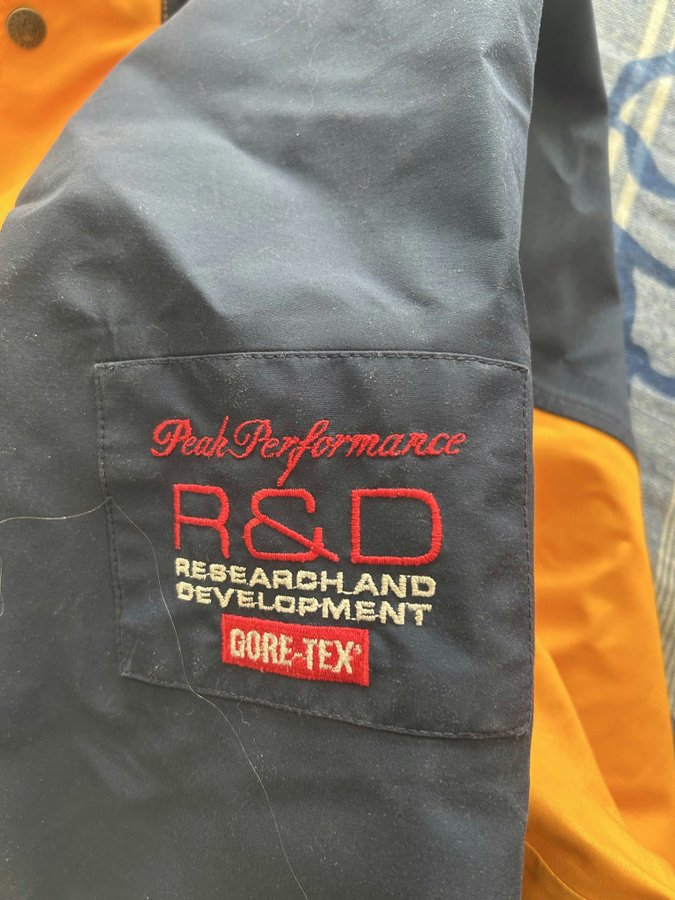 Peak Performance
R&D
RESEARCH AND
DEVELOPMENT
GORE-TEX®